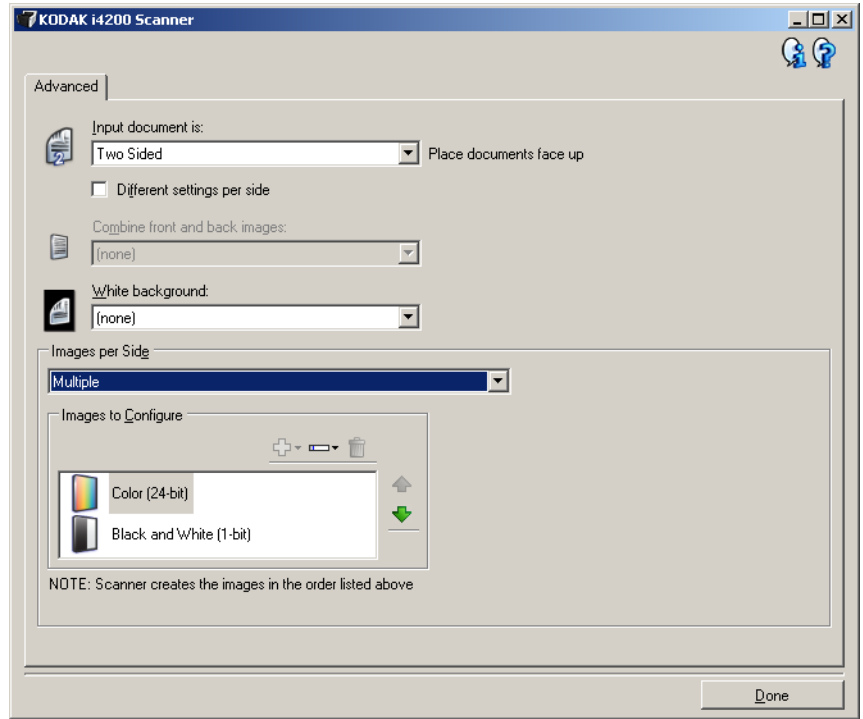 KODAK i4200 Scanner
Advanced
Input document is:
Two Sided
Place documents face up
Different settings per side
Combine front and back images:
(none)
White background:
(none)
Images per Side
Multiple
Images to Configure
Color (24-bit)
Black and White (1-bit)
NOTE: Scanner creates the images in the order listed above
Done